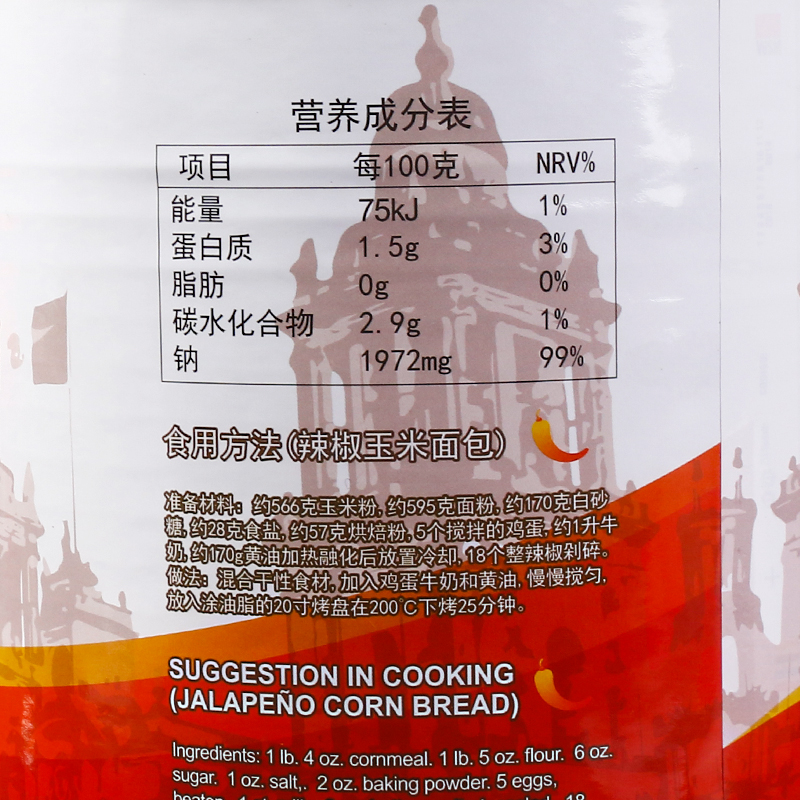 营养成分表
项目 每100克 NRV%
能量 75kJ 1%
蛋白质 1.5g 3%
脂肪 0g 0%
碳水化合物 2.9g 1%
钠 1972mg 99%
食用方法(辣椒玉米面包)
准备材料：约566克玉米粉, 约595克面粉, 约170克白砂
糖, 约28克食盐, 约57克烘焙粉, 5个搅拌的鸡蛋, 约1升牛
奶, 约170g黄油加热融化后放置冷却, 18个整辣椒剁碎。
做法：混合干性食材, 加入鸡蛋牛奶和黄油, 慢慢搅匀,
放入涂油脂的20寸烤盘在200℃下烤25分钟。
SUGGESTION IN COOKING
(JALAPEÑO CORN BREAD)
Ingredients: 1 lb. 4 oz. cornmeal. 1 lb. 5 oz. flour. 6 oz.
sugar. 1 oz. salt,. 2 oz. baking powder. 5 eggs,